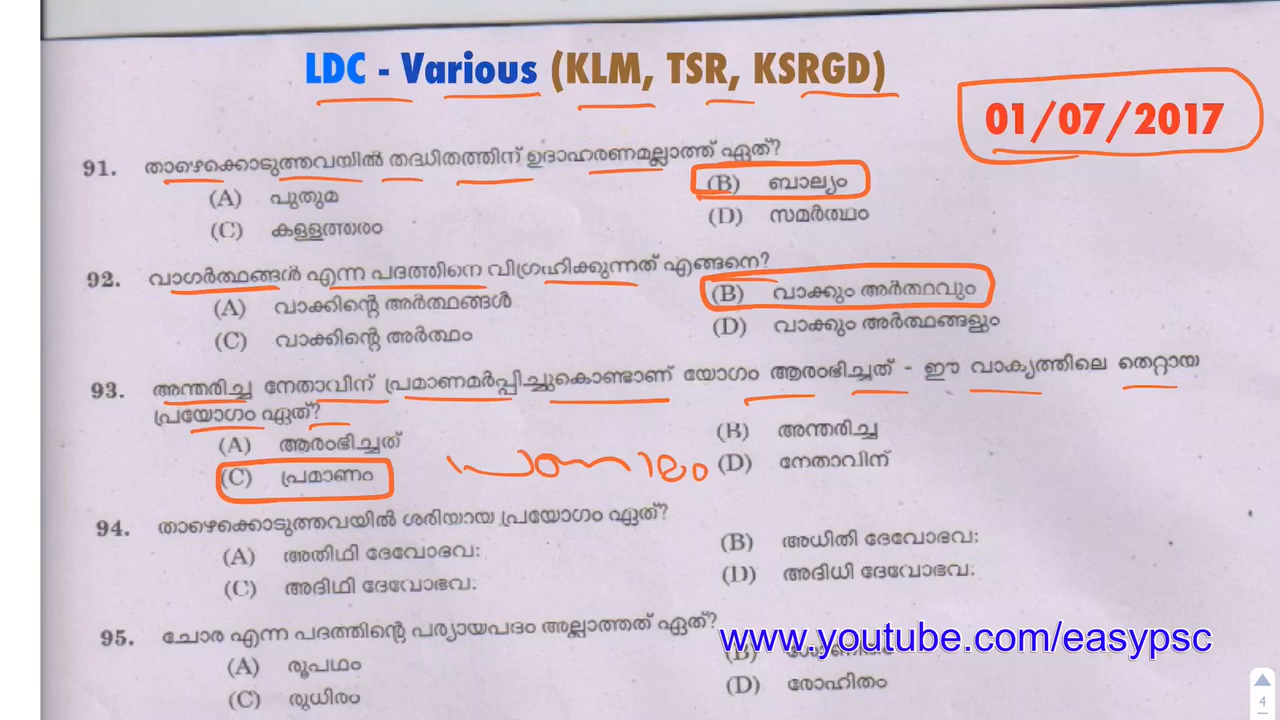 LDC - Various (KLM, TSR, KSRGD)
01/07/2017
91. താഴെക്കൊടുത്തവയിൽ തദ്ധിതത്തിന് ഉദാഹരണമല്ലാത്ത് ഏത്?
(A) പുതുമ (B) ബാല്യം
(C) കള്ളത്തരം (D) സമർത്ഥം
92. വാഗർത്ഥങ്ങൾ എന്ന പദത്തിനെ വിഗ്രഹിക്കുന്നത് എങ്ങനെ?
(A) വാക്കിന്റെ അർത്ഥങ്ങൾ (B) വാക്കും അർത്ഥവും
(C) വാക്കിന്റെ അർത്ഥം (D) വാക്കും അർത്ഥങ്ങളും
93. അന്തരിച്ച നേതാവിന് പ്രമാണമർപ്പിച്ചുകൊണ്ടാണ് യോഗം ആരംഭിച്ചത് - ഈ വാക്യത്തിലെ തെറ്റായ
പ്രയോഗം ഏത്?
(A) ആരംഭിച്ചത് (B) അന്തരിച്ച
(C) പ്രമാണം (D) നേതാവിന്
94. താഴെക്കൊടുത്തവയിൽ ശരിയായ പ്രയോഗം ഏത്?
(A) അതിഥി ദേവോഭവ: (B) അധിതി ദേവോഭവ:
(C) അദിഥി ദേവോഭവ: (D) അദിധി ദേവോഭവ:
95. ചോര എന്ന പദത്തിന്റെ പര്യായപദം അല്ലാത്തത് ഏത്?
www.youtube.com/easypsc
(A) രൂപഥം (B)
(C) രുധിരം (D) രോഹിതം
4